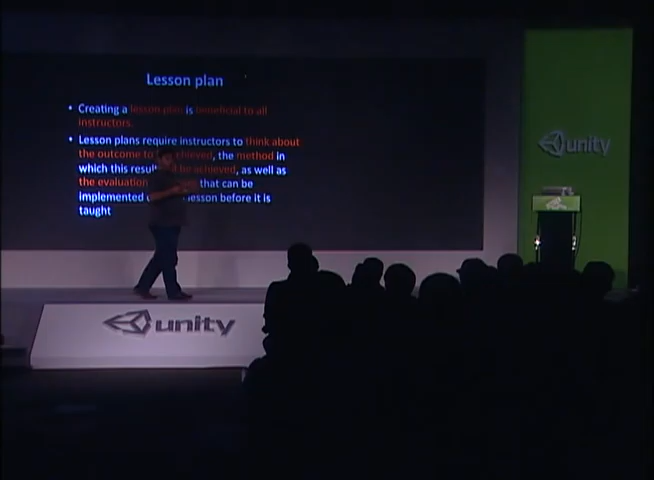 Lesson plan
• Creating a lesson plan is beneficial to all
instructors.
• Lesson plans require instructors to think about
the outcome to achieved, the method in
which this result be achieved, as well as
the evaluation that can be
implemented lesson before it is
taught
unity
unity